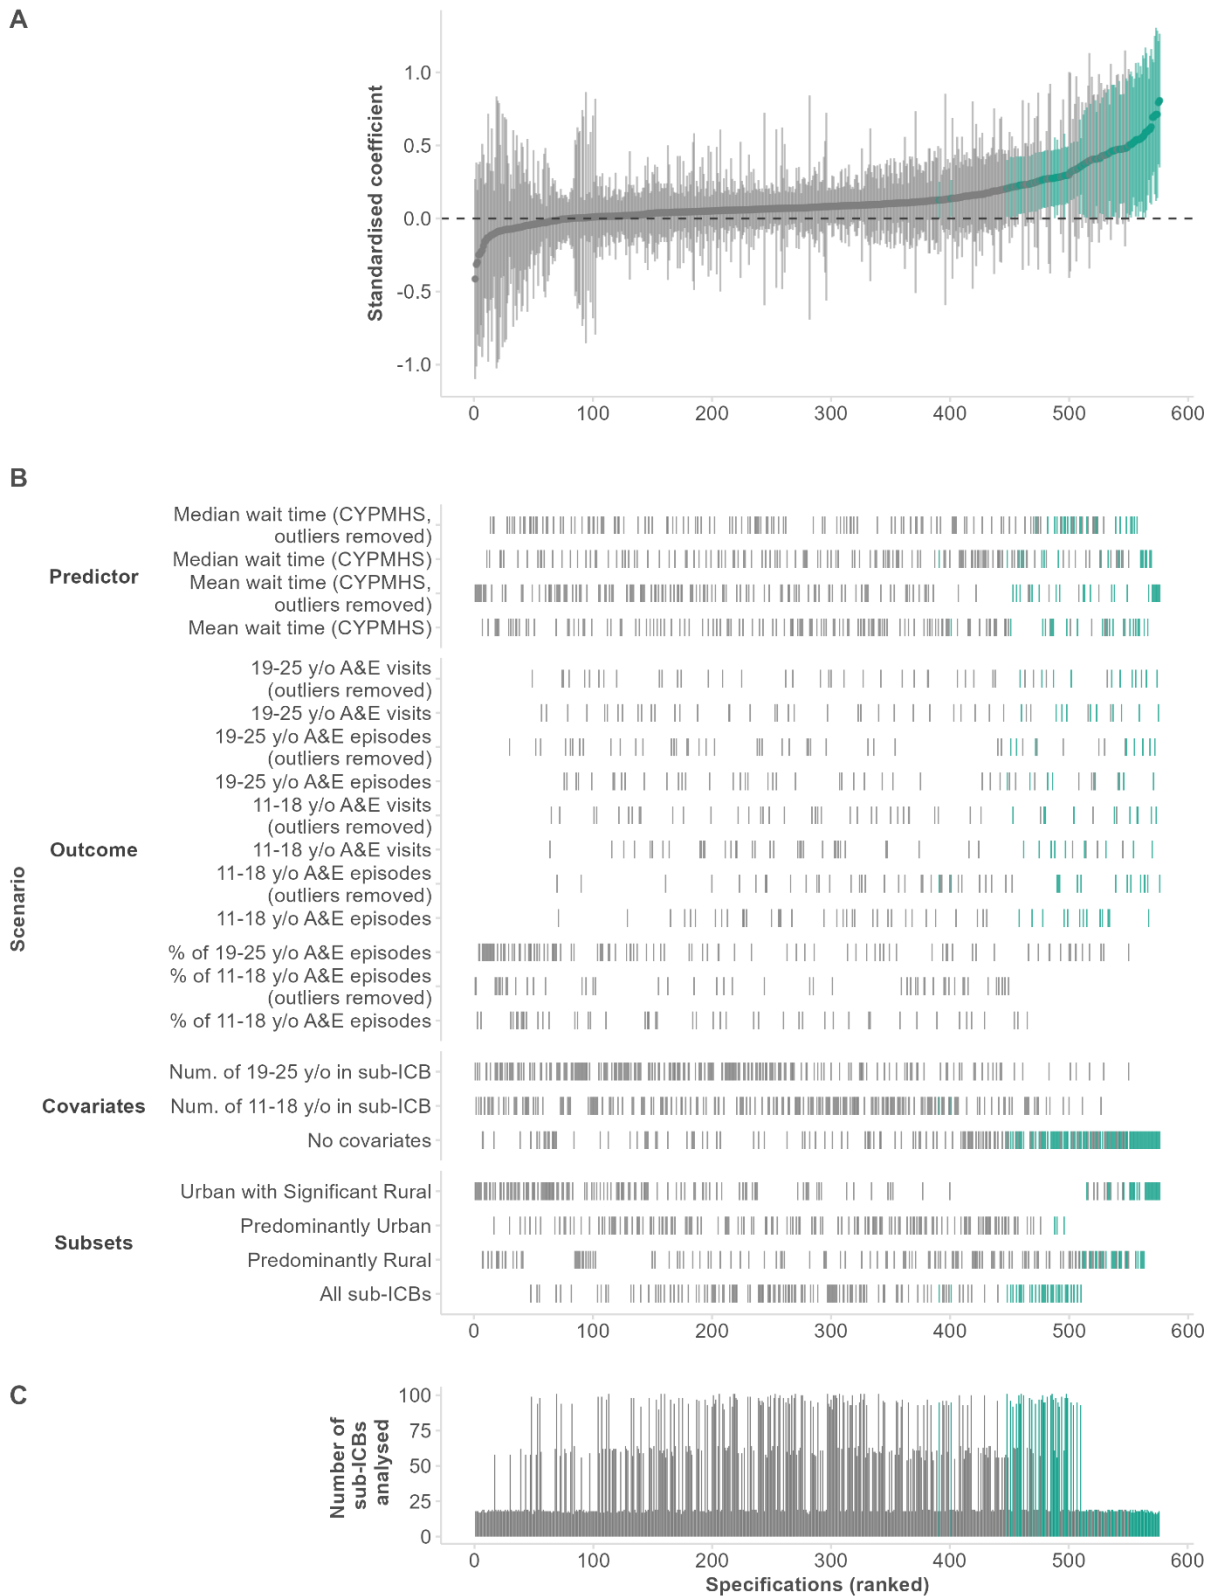 A
Standardised coefficient
1.0
0.5
0.0
-0.5
-1.0
0
100
200
300
400
500
600
B
Scenario
Predictor
Median wait time (CYPMHS,
outliers removed)
Median wait time (CYPMHS)
Mean wait time (CYPMHS,
outliers removed)
Mean wait time (CYPMHS)
Outcome
19-25 y/o A&E visits
(outliers removed)
19-25 y/o A&E visits
19-25 y/o A&E episodes
(outliers removed)
19-25 y/o A&E episodes
11-18 y/o A&E visits
(outliers removed)
11-18 y/o A&E visits
11-18 y/o A&E episodes
(outliers removed)
11-18 y/o A&E episodes
% of 19-25 y/o A&E episodes
% of 11-18 y/o A&E episodes
(outliers removed)
% of 11-18 y/o A&E episodes
Covariates
Num. of 19-25 y/o in sub-ICB
Num. of 11-18 y/o in sub-ICB
No covariates
Subsets
Urban with Significant Rural
Predominantly Urban
Predominantly Rural
All sub-ICBs
0
100
200
300
400
500
600
C
Number of
sub-ICBs
analysed
100
75
50
25
0
0
100
200
300
400
500
600
Specifications (ranked)